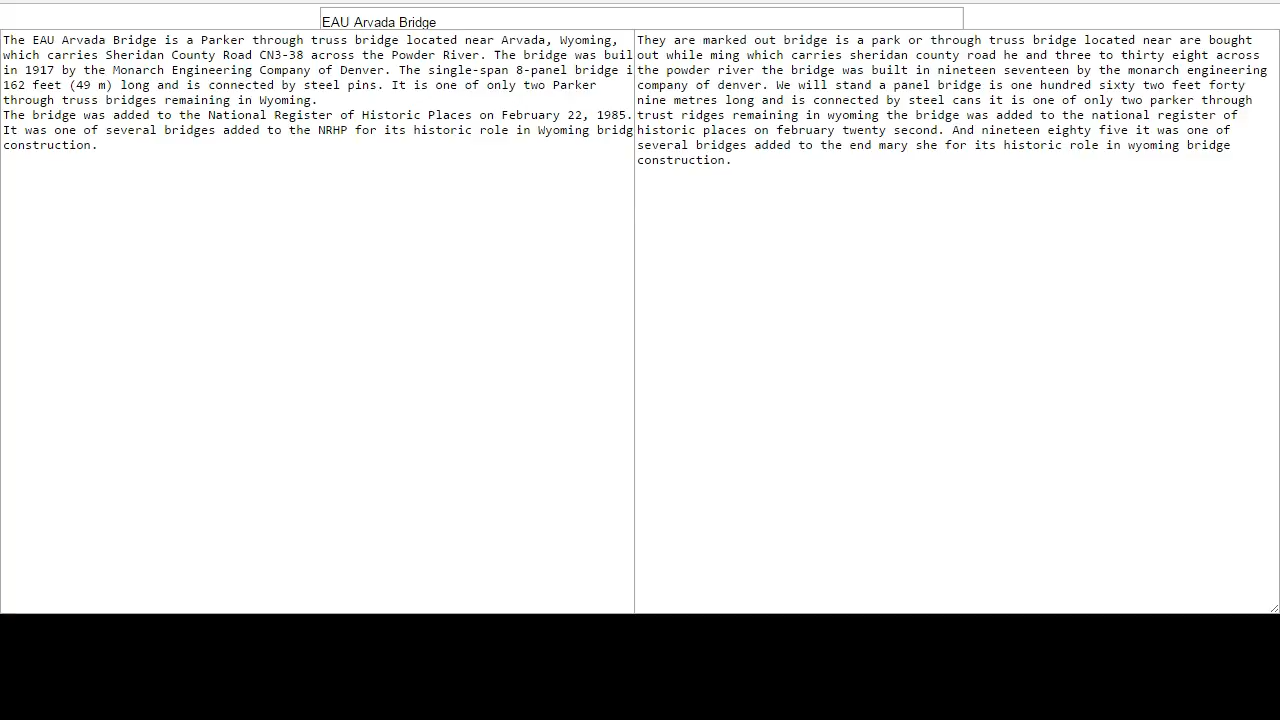 EAU Arvada Bridge
The EAU Arvada Bridge is a Parker through truss bridge located near Arvada, Wyoming,
which carries Sheridan County Road CN3-38 across the Powder River. The bridge was buil
in 1917 by the Monarch Engineering Company of Denver. The single-span 8-panel bridge i
162 feet (49 m) long and is connected by steel pins. It is one of only two Parker
through truss bridges remaining in Wyoming.
The bridge was added to the National Register of Historic Places on February 22, 1985.
It was one of several bridges added to the NRHP for its historic role in Wyoming bridg
construction.
They are marked out bridge is a park or through truss bridge located near are bought
out while ming which carries sheridan county road he and three to thirty eight across
the powder river the bridge was built in nineteen seventeen by the monarch engineering
company of denver. We will stand a panel bridge is one hundred sixty two feet forty
nine metres long and is connected by steel cans it is one of only two parker through
trust ridges remaining in wyoming the bridge was added to the national register of
historic places on february twenty second. And nineteen eighty five it was one of
several bridges added to the end mary she for its historic role in wyoming bridge
construction.